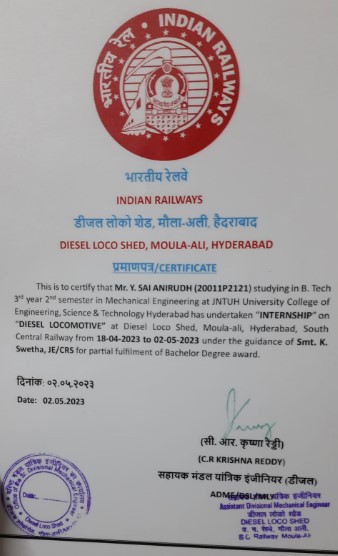 भारतीय रेल • INDIAN RAILWAYS
भारतीय रेलवे
INDIAN RAILWAYS
डीजल लोको शेड, मौला-अली, हैदराबाद
DIESEL LOCO SHED, MOULA-ALI, HYDERABAD
प्रमाणपत्र/CERTIFICATE
This is to certify that Mr. Y. SAI ANIRUDH (20011P2121) studying in B. Tech
3rd year 2nd semester in Mechanical Engineering at JNTUH University College of
Engineering, Science & Technology Hyderabad has undertaken "INTERNSHIP" on
"DIESEL LOCOMOTIVE" at Diesel Loco Shed, Moula-ali, Hyderabad, South
Central Railway from 18-04-2023 to 02-05-2023 under the guidance of Smt. K.
Swetha, JE/CRS for partial fulfilment of Bachelor Degree award.
दिनांक: ०२.०५.२०२३
Date: 02.05.2023
(सी. आर. कृष्णा रेड्डी)
(C.R KRISHNA REDDY)
सहायक मंडल यांत्रिक इंजीनियर (डीजल)
ADME/DSL/MLY
यांत्रिक इंजीनियर
Assistant Divisional Mechanical Engineer
डीजल लोको शेड
DIESEL LOCO SHED
द. म. रेलवे, मौला अली.
S.C. Railway Moula-Ali